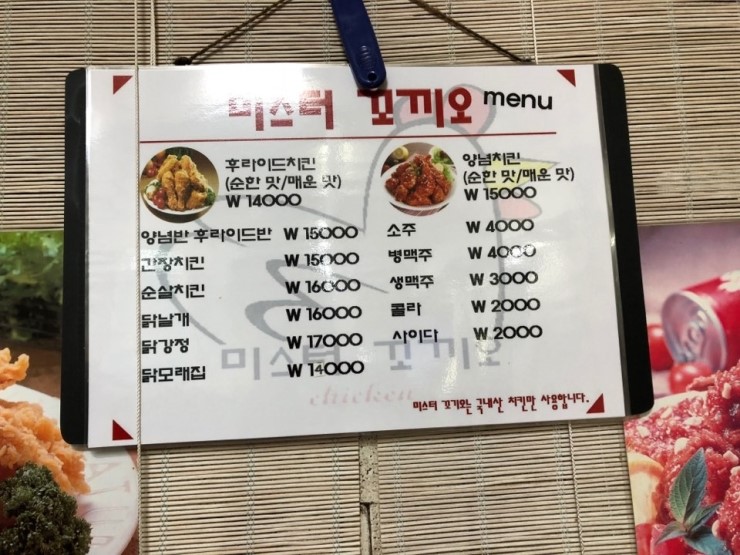 미스터 꼬끼오 menu
후라이드치킨
(순한 맛/매운 맛)
₩ 14000
양념치킨
(순한 맛/매운 맛)
₩ 15000
양념반 후라이드반 ₩ 15000
간장치킨 ₩ 15000
순살치킨 ₩ 16000
닭날개 ₩ 16000
닭강정 ₩ 17000
닭모래집 ₩ 14000
소주 ₩ 4000
병맥주 ₩ 4000
생맥주 ₩ 3000
콜라 ₩ 2000
사이다 ₩ 2000
미스터 꼬끼오
chicken
미스터 꼬끼오는 국내산 치킨만 사용합니다.